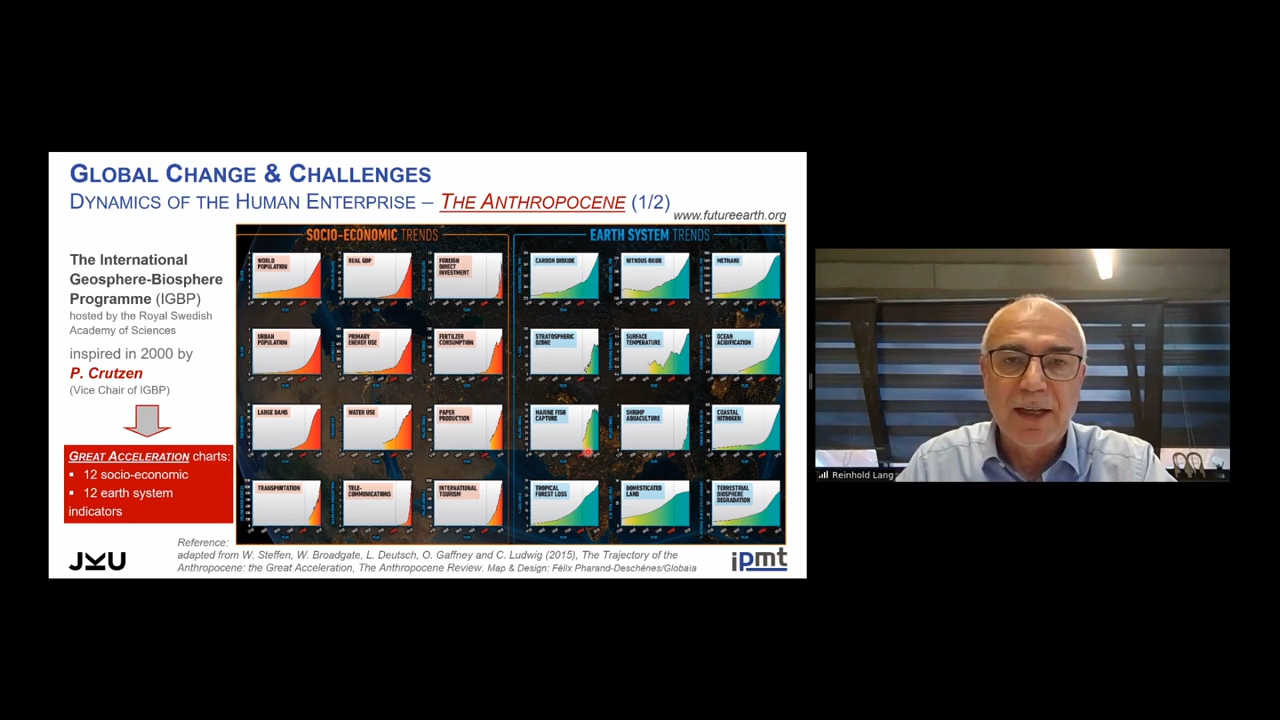 GLOBAL CHANGE & CHALLENGES
DYNAMICS OF THE HUMAN ENTERPRISE – THE ANTHROPOCENE (1/2)
www.futureearth.org
The International
Geosphere-Biosphere
Programme (IGBP)
hosted by the Royal Swedish
Academy of Sciences
inspired in 2000 by
P. Crutzen
(Vice Chair of IGBP)
GREAT ACCELERATION charts:
▪ 12 socio-economic
▪ 12 earth system
indicators
SOCIO-ECONOMIC TRENDS
WORLD
POPULATION
REAL GDP
FOREIGN
DIRECT
INVESTMENT
URBAN
POPULATION
PRIMARY
ENERGY USE
FERTILIZER
CONSUMPTION
LARGE DAMS
WATER USE
PAPER
PRODUCTION
TRANSPORTATION
TELE-
COMMUNICATIONS
INTERNATIONAL
TOURISM
EARTH SYSTEM TRENDS
CARBON DIOXIDE
NITROUS OXIDE
METHANE
STRATOSPHERIC
OZONE
SURFACE
TEMPERATURE
OCEAN
ACIDIFICATION
MARINE FISH
CAPTURE
SHRIMP
AQUACULTURE
COASTAL
NITROGEN
TROPICAL
FOREST LOSS
DOMESTICATED
LAND
TERRESTRIAL
BIOSPHERE
DEGRADATION
Reference:
adapted from W. Steffen, W. Broadgate, L. Deutsch, O. Gaffney and C. Ludwig (2015), The Trajectory of the
Anthropocene: the Great Acceleration, The Anthropocene Review. Map & Design: Félix Pharand-Deschênes/Globaïa
JKU
ipmt
Reinhold Lang